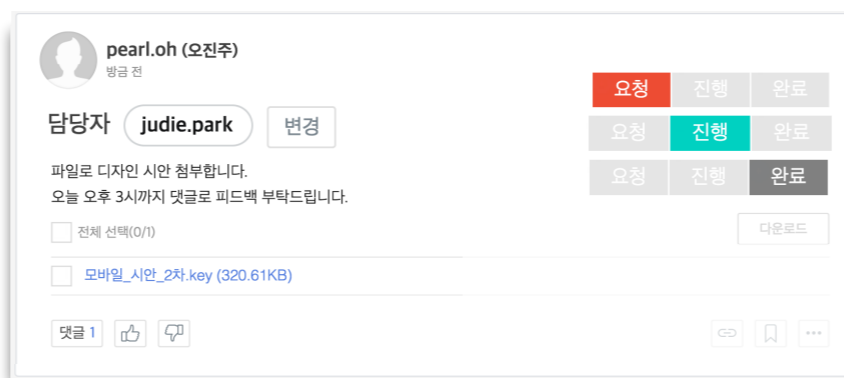 pearl.oh (오진주)
방금 전
요청 진행 완료
담당자 judie.park 변경
요청 진행 완료
파일로 디자인 시안 첨부합니다.
요청 진행 완료
오늘 오후 3시까지 댓글로 피드백 부탁드립니다.
전체 선택(0/1)
다운로드
모바일_시안_2차.key (320.61KB)
댓글 1